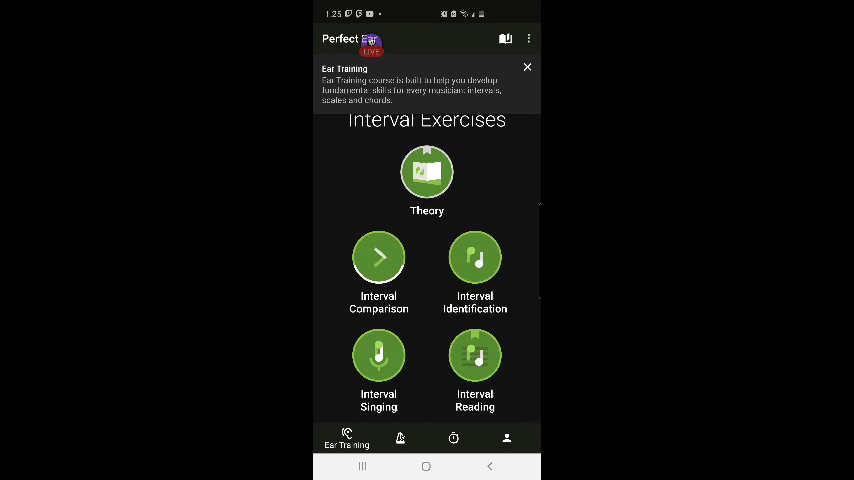 1:25
Perfect Ear
LIVE
Ear Training
Ear Training course is built to help you develop
fundamental skills for every musician: intervals,
scales and chords.
Interval Exercises
Theory
Interval
Comparison
Interval
Identification
Interval
Singing
Interval
Reading
Ear Training